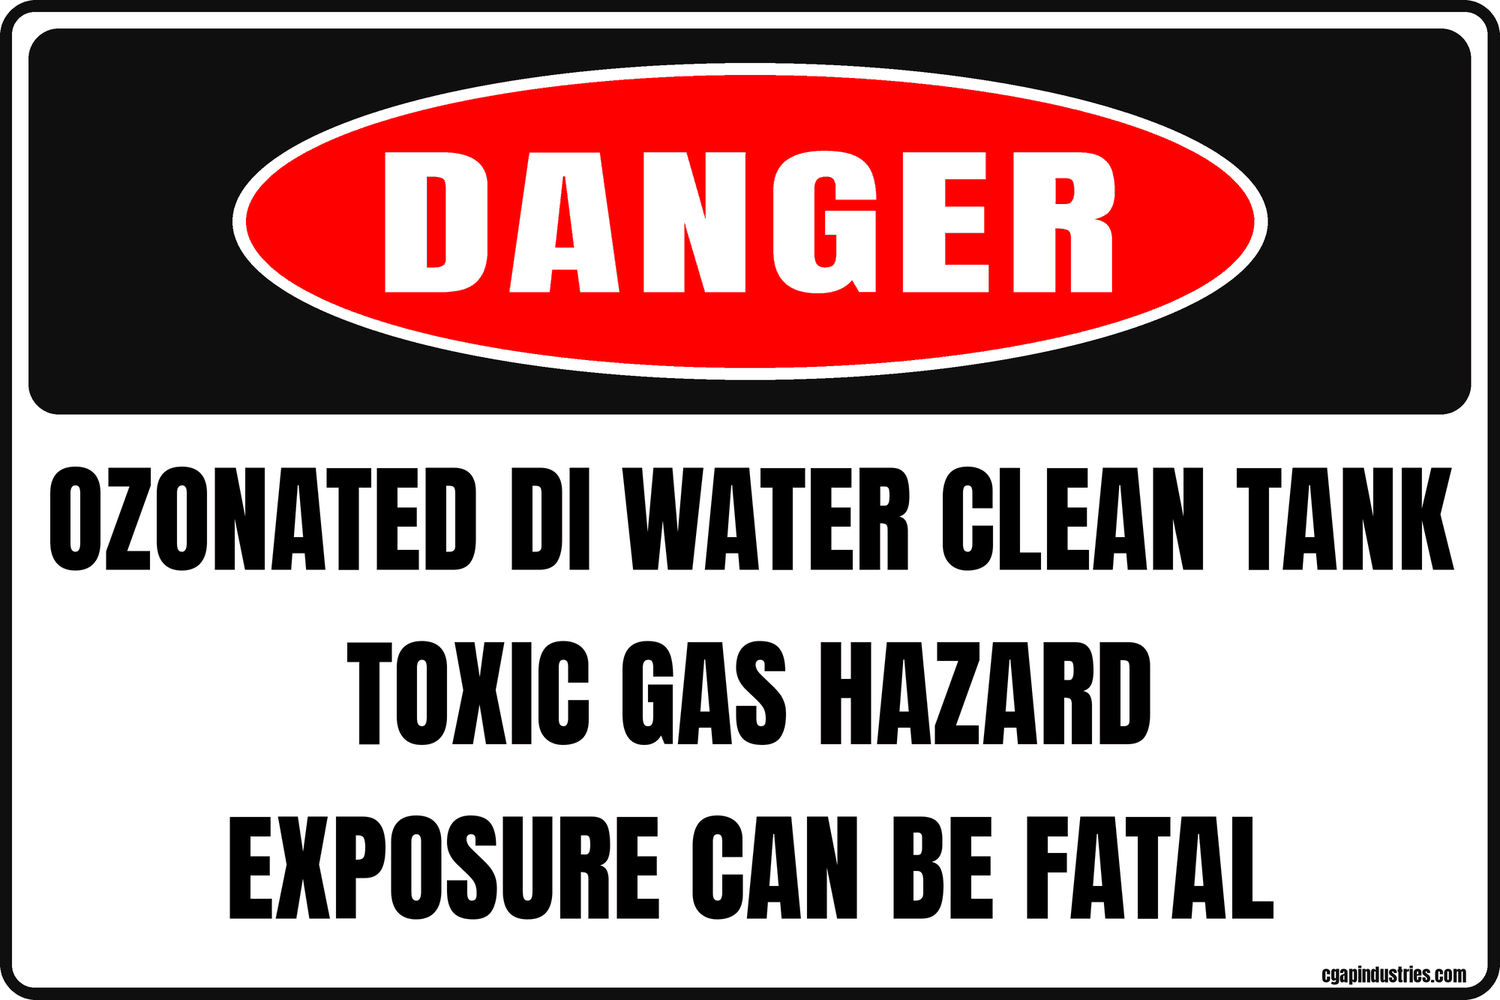 DANGER
OZONATED DI WATER CLEAN TANK
TOXIC GAS HAZARD
EXPOSURE CAN BE FATAL
cgapindustries.com